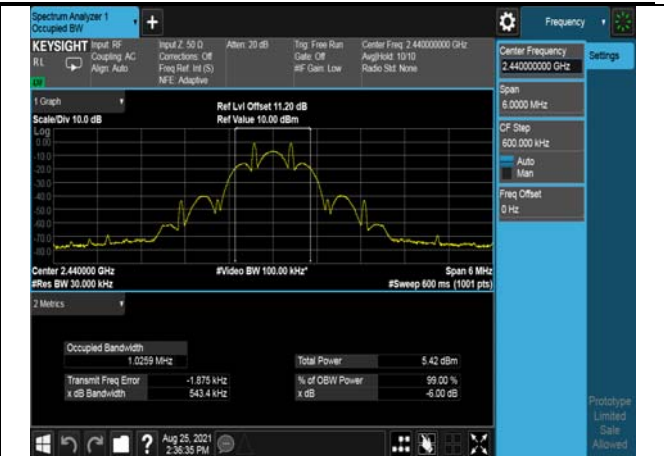 Spectrum Analyzer 1
Occupied BW
+
Frequency
KEYSIGHT Input: RF Input Z: 50 Ω Atten: 20 dB Trig: Free Run Center Freq: 2.440000000 GHz
RL Coupling: AC Corrections: Off Gate: Off Avg|Hold: 10/10
Align: Auto Freq Ref: Int (S) #IF Gain: Low Radio Std: None
NFE: Adaptive
Center Frequency
2.440000000 GHz
Settings
Span
6.0000 MHz
CF Step
600.000 kHz
Auto
Man
Freq Offset
0 Hz
1 Graph
Ref Lvl Offset 11.20 dB
Scale/Div 10.0 dB Ref Value 10.00 dBm
Log
0.00
-10.0
-20.0
-30.0
-40.0
-50.0
-60.0
-70.0
-80.0
Center 2.440000 GHz #Video BW 100.00 kHz* Span 6 MHz
#Res BW 30.000 kHz #Sweep 600 ms (1001 pts)
2 Metrics
Occupied Bandwidth
1.0259 MHz
Total Power 5.42 dBm
Transmit Freq Error -1.875 kHz % of OBW Power 99.00 %
x dB Bandwidth 543.4 kHz x dB -6.00 dB
Prototype
Limited
Sale
Allowed
? Aug 25, 2021
2:36:35 PM